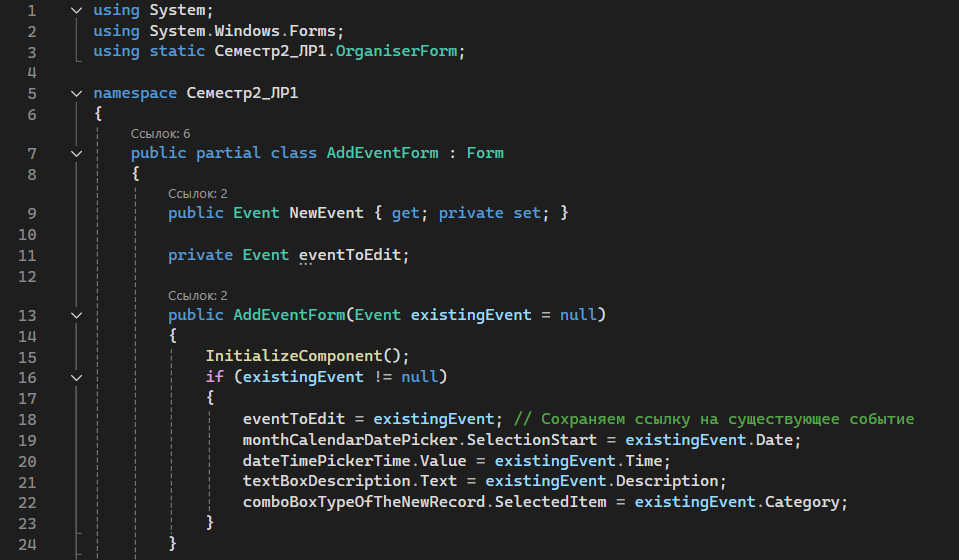 1 using System;
2 using System.Windows.Forms;
3 using static Семестр2_ЛР1.OrganiserForm;
4
5 namespace Семестр2_ЛР1
6 {
Ссылок: 6
7 public partial class AddEventForm : Form
8 {
Ссылок: 2
9 public Event NewEvent { get; private set; }
10
11 private Event eventToEdit;
12
Ссылок: 2
13 public AddEventForm(Event existingEvent = null)
14 {
15 InitializeComponent();
16 if (existingEvent != null)
17 {
18 eventToEdit = existingEvent; // Сохраняем ссылку на существующее событие
19 monthCalendarDatePicker.SelectionStart = existingEvent.Date;
20 dateTimePickerTime.Value = existingEvent.Time;
21 textBoxDescription.Text = existingEvent.Description;
22 comboBoxTypeOfTheNewRecord.SelectedItem = existingEvent.Category;
23 }
24 }